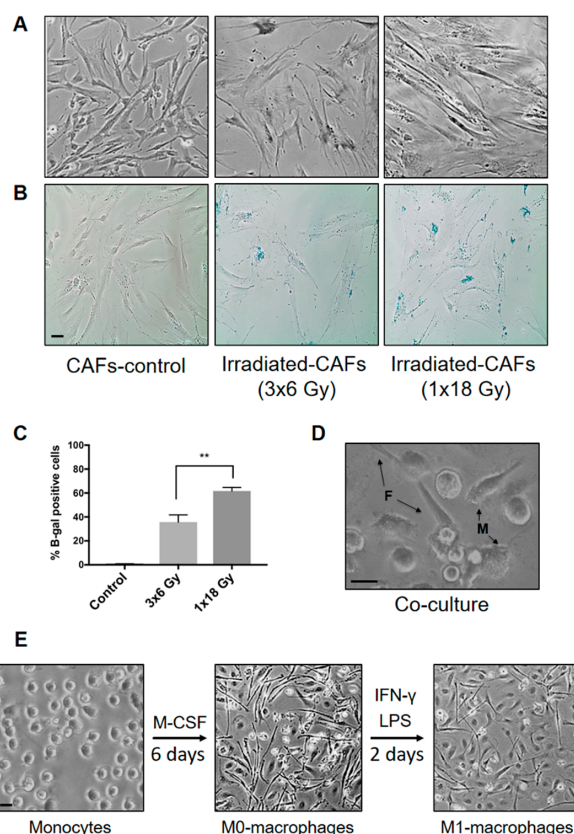 A
B
CAFs-control
Irradiated-CAFs
(3x6 Gy)
Irradiated-CAFs
(1x18 Gy)
C
% B-gal positive cells
100
80
60
40
20
0
**
Control
3x6 Gy
1x18 Gy
D
F
M
Co-culture
E
Monocytes
M-CSF
6 days
M0-macrophages
IFN-γ
LPS
2 days
M1-macrophages